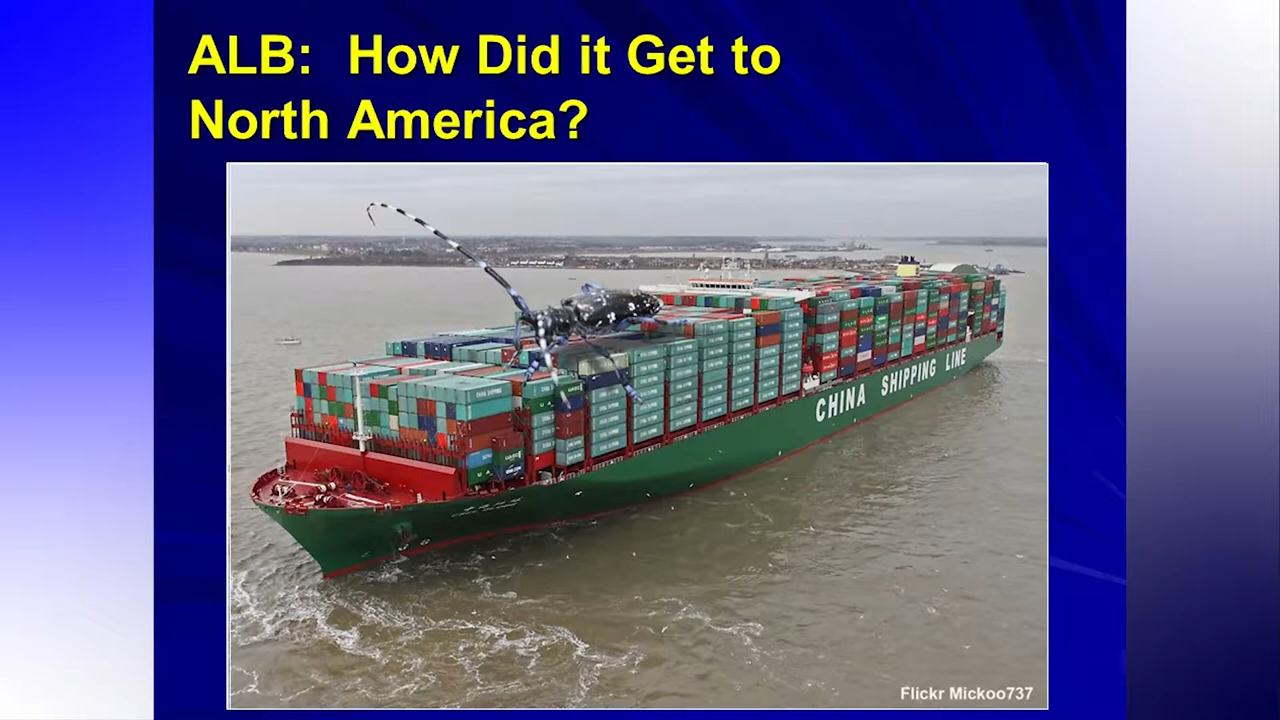 ALB: How Did it Get to
North America?
CHINA SHIPPING LINE
Flickr Mickoo737